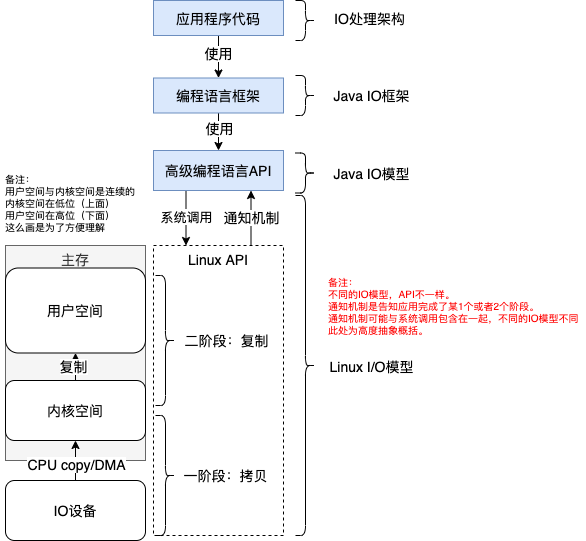 应用程序代码
IO处理架构
使用
编程语言框架
Java IO框架
使用
高级编程语言API
Java IO模型
备注：
用户空间与内核空间是连续的
内核空间在低位（上面）
用户空间在高位（下面）
这么画是为了方便理解
系统调用
通知机制
主存
Linux API
用户空间
备注：
不同的IO模型，API不一样。
通知机制是告知应用完成了某1个或者2个阶段。
通知机制可能与系统调用包含在一起，不同的IO模型不同
此处为高度抽象概括。
二阶段：复制
复制
Linux I/O模型
内核空间
CPU copy/DMA
一阶段：拷贝
IO设备